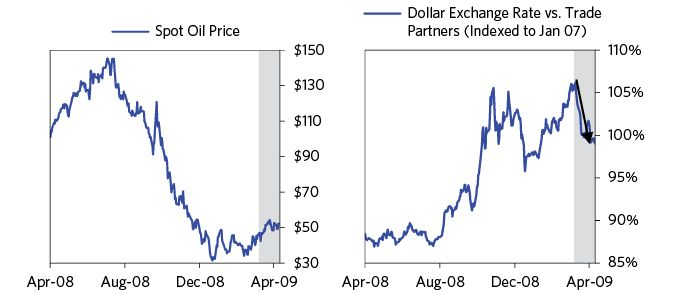 Spot Oil Price
$150
$130
$110
$90
$70
$50
$30
Apr-08 Aug-08 Dec-08 Apr-09
Dollar Exchange Rate vs. Trade
Partners (Indexed to Jan 07)
110%
105%
100%
95%
90%
85%
Apr-08 Aug-08 Dec-08 Apr-09